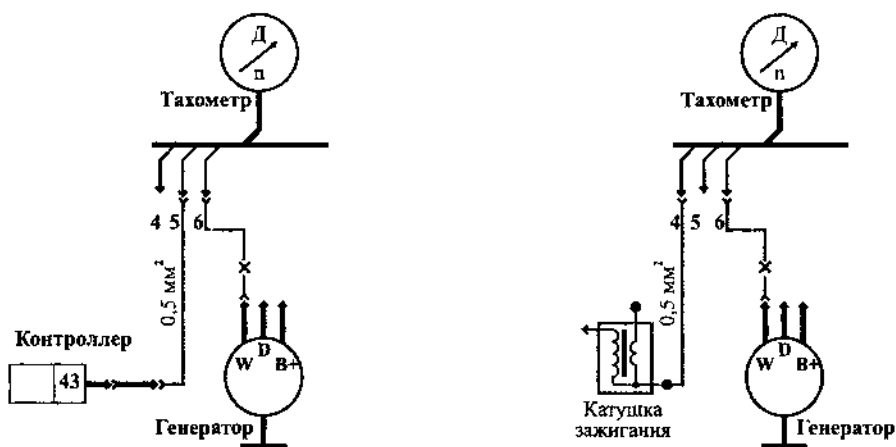 Д
п
Тахометр
4 5 6
0,5 мм²
Контроллер
43
W D B+
Генератор
Д
п
Тахометр
4 5 6
0,5 мм²
W D B+
Катушка
зажигания
Генератор